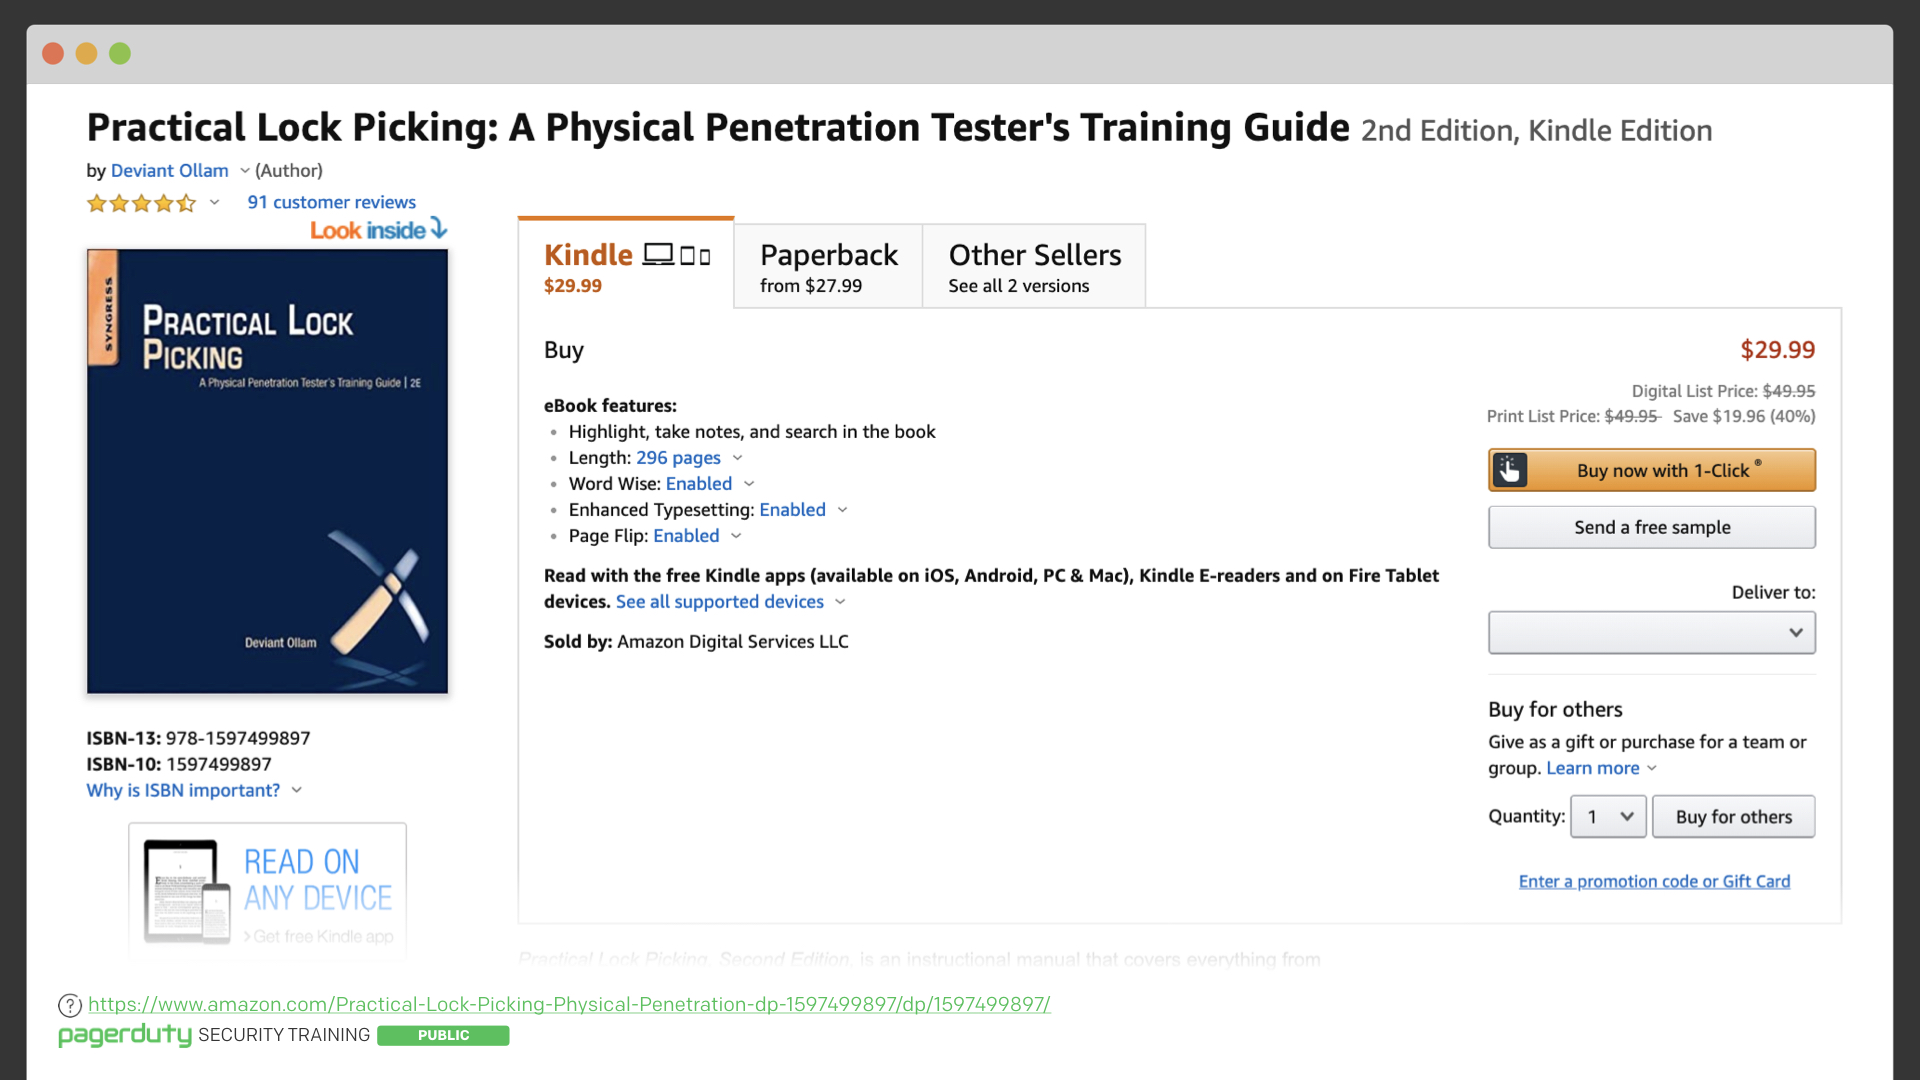 Practical Lock Picking: A Physical Penetration Tester's Training Guide 2nd Edition, Kindle Edition
by Deviant Ollam (Author)
91 customer reviews
Look inside
SYNGRESS
PRACTICAL LOCK
PICKING
A Physical Penetration Tester's Training Guide | 2E
Deviant Ollam
ISBN-13: 978-1597499897
ISBN-10: 1597499897
Why is ISBN important?
READ ON
ANY DEVICE
›Get free Kindle app
Kindle
$29.99
Paperback
from $27.99
Other Sellers
See all 2 versions
Buy
eBook features:
• Highlight, take notes, and search in the book
• Length: 296 pages
• Word Wise: Enabled
• Enhanced Typesetting: Enabled
• Page Flip: Enabled
Read with the free Kindle apps (available on iOS, Android, PC & Mac), Kindle E-readers and on Fire Tablet
devices. See all supported devices
Sold by: Amazon Digital Services LLC
$29.99
Digital List Price: $49.95
Print List Price: $49.95 Save $19.96 (40%)
Buy now with 1-Click ®
Send a free sample
Deliver to:
Buy for others
Give as a gift or purchase for a team or
group. Learn more
Quantity: 1 Buy for others
Enter a promotion code or Gift Card
Practical Lock Picking, Second Edition, is an instructional manual that covers everything from
? https://www.amazon.com/Practical-Lock-Picking-Physical-Penetration-dp-1597499897/dp/1597499897/
pagerduty SECURITY TRAINING PUBLIC